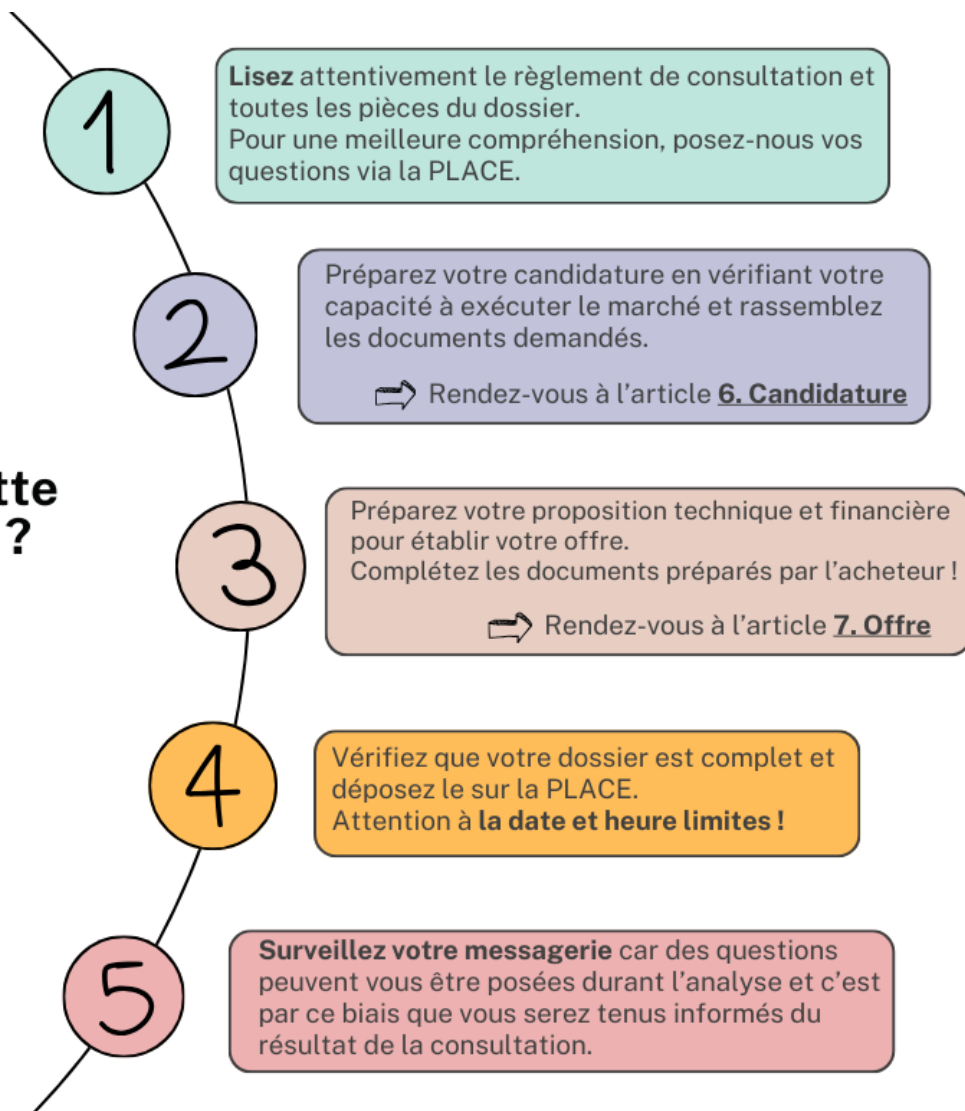 1
Lisez attentivement le règlement de consultation et
toutes les pièces du dossier.
Pour une meilleure compréhension, posez-nous vos
questions via la PLACE.
2
Préparez votre candidature en vérifiant votre
capacité à exécuter le marché et rassemblez
les documents demandés.
Rendez-vous à l’article 6. Candidature
tte
?
3
Préparez votre proposition technique et financière
pour établir votre offre.
Complétez les documents préparés par l’acheteur !
Rendez-vous à l’article 7. Offre
4
Vérifiez que votre dossier est complet et
déposez le sur la PLACE.
Attention à la date et heure limites !
5
Surveillez votre messagerie car des questions
peuvent vous être posées durant l’analyse et c’est
par ce biais que vous serez tenus informés du
résultat de la consultation.